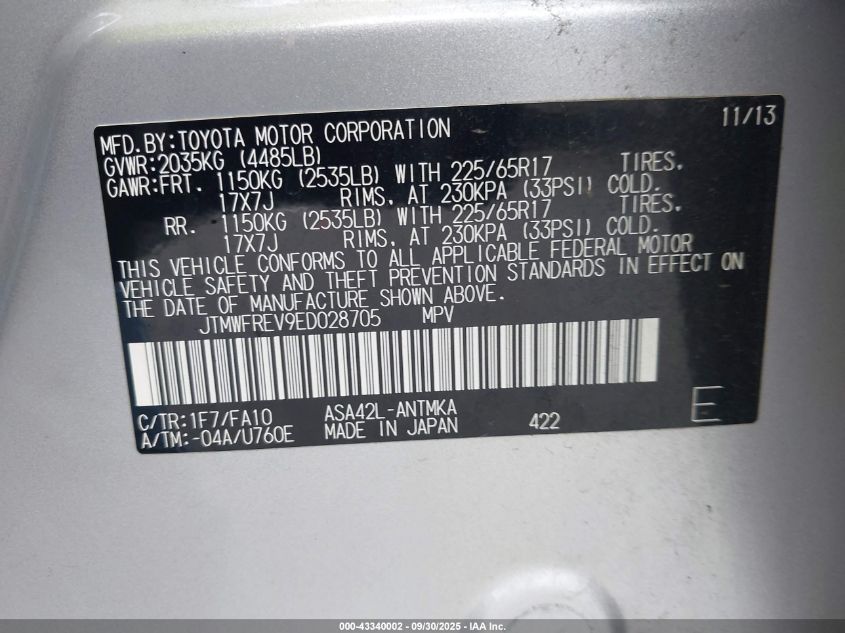 11/13
MFD.BY:TOYOTA MOTOR CORPORATION
GVWR:2035KG (4485LB)
GAWR:FRT. 1150KG (2535LB) WITH 225/65R17 TIRES.
17X7J RIMS, AT 230KPA (33PSI) COLD.
RR. 1150KG (2535LB) WITH 225/65R17 TIRES.
17X7J RIMS, AT 230KPA (33PSI) COLD.
THIS VEHICLE CONFORMS TO ALL APPLICABLE FEDERAL MOTOR
VEHICLE SAFETY AND THEFT PREVENTION STANDARDS IN EFFECT ON
THE DATE OF MANUFACTURE SHOWN ABOVE.
JTMWFREV9ED028705 MPV
C/TR:1F7/FA10 ASA42L-ANTMKA
A/TM:-04A/U760E MADE IN JAPAN 422 E
000-43340002 - 09/30/2025 - IAA Inc.